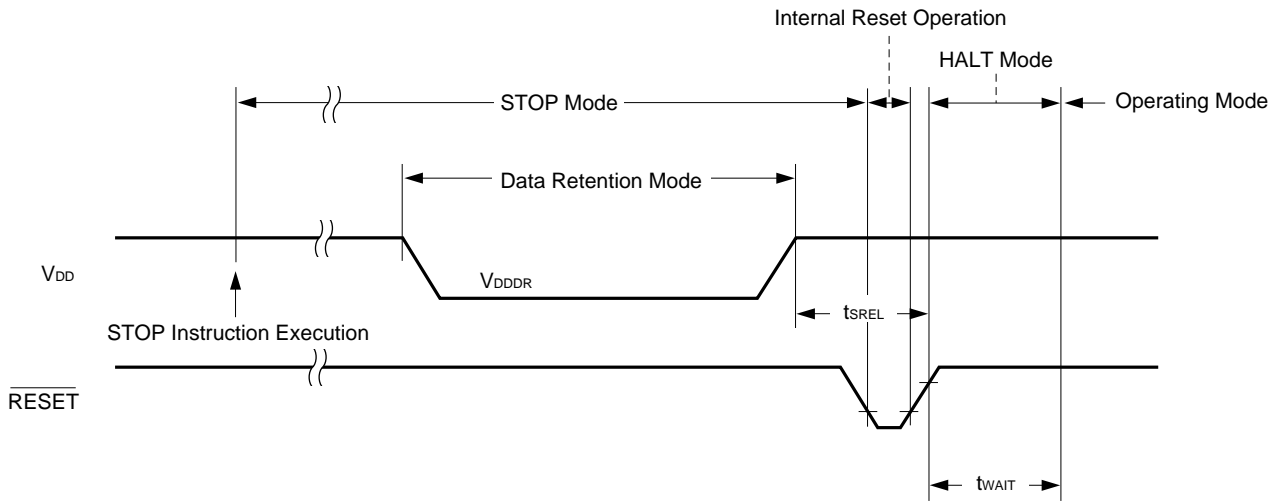 Internal Reset Operation
HALT Mode
STOP Mode
Operating Mode
Data Retention Mode
VDD
VDDDR
tSREL
STOP Instruction Execution
RESET
tWAIT